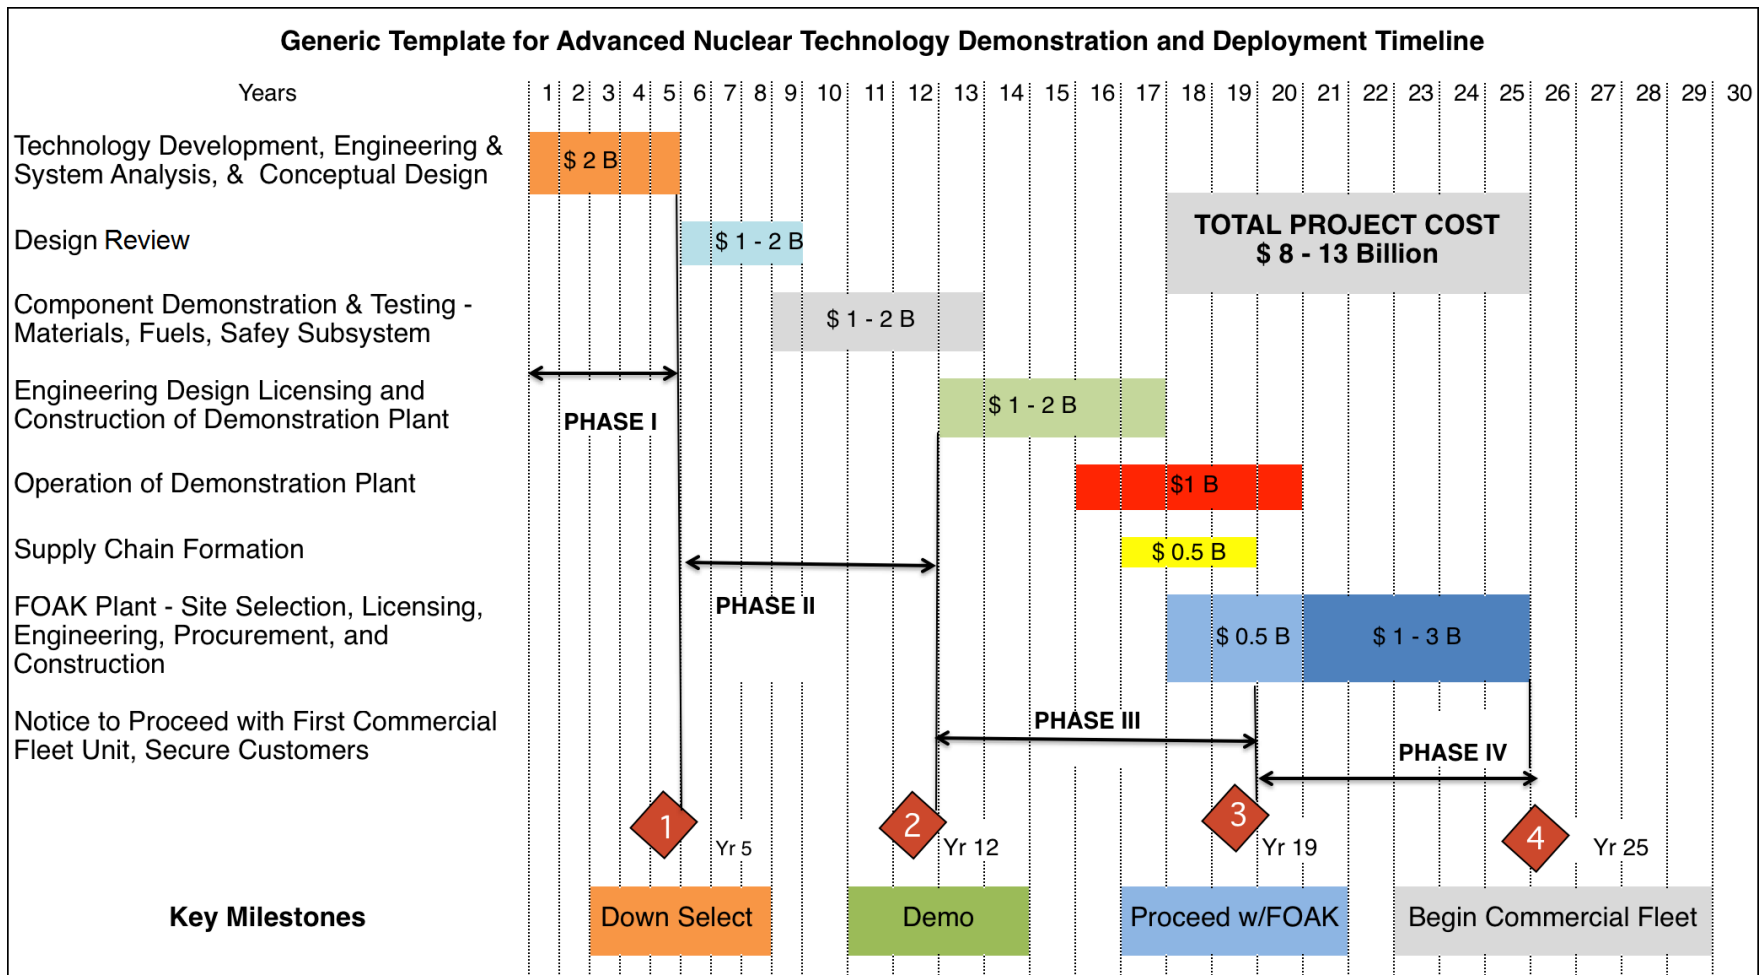 Generic Template for Advanced Nuclear Technology Demonstration and Deployment Timeline
Years 1 2 3 4 5 6 7 8 9 10 11 12 13 14 15 16 17 18 19 20 21 22 23 24 25 26 27 28 29 30
Technology Development, Engineering &
System Analysis, & Conceptual Design
$ 2 B
TOTAL PROJECT COST
$ 8 - 13 Billion
Design Review
$ 1 - 2 B
Component Demonstration & Testing -
Materials, Fuels, Safey Subsystem
$ 1 - 2 B
Engineering Design Licensing and
Construction of Demonstration Plant
$ 1 - 2 B
PHASE I
Operation of Demonstration Plant
$1 B
Supply Chain Formation
$ 0.5 B
PHASE II
FOAK Plant - Site Selection, Licensing,
Engineering, Procurement, and
Construction
$ 0.5 B
$ 1 - 3 B
Notice to Proceed with First Commercial
Fleet Unit, Secure Customers
PHASE III
PHASE IV
1
Yr 5
2
Yr 12
3
Yr 19
4
Yr 25
Key Milestones
Down Select
Demo
Proceed w/FOAK
Begin Commercial Fleet